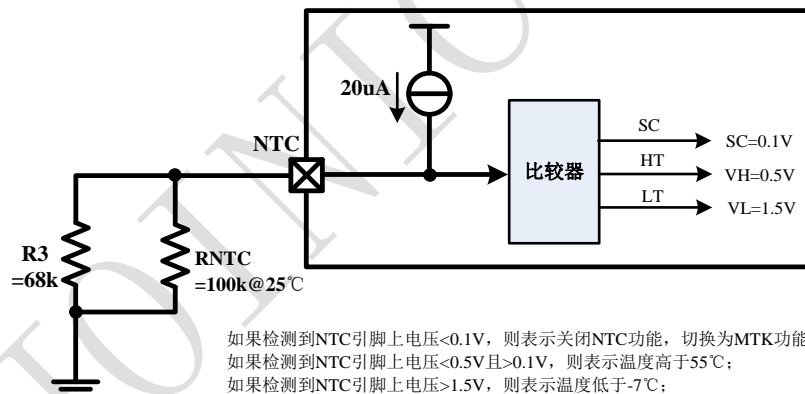 20uA
NTC
SC
SC=0.1V
比较器
HT
VH=0.5V
LT
VL=1.5V
R3
=68k
RNTC
=100k@25℃
如果检测到NTC引脚上电压<0.1V，则表示关闭NTC功能，切换为MTK功能
如果检测到NTC引脚上电压<0.5V且>0.1V，则表示温度高于55℃；
如果检测到NTC引脚上电压>1.5V，则表示温度低于-7℃；